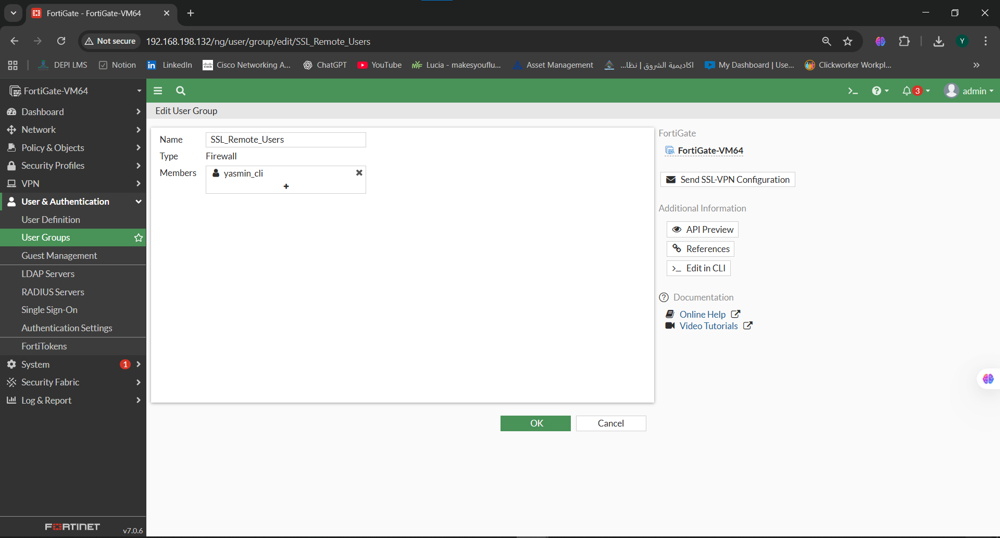 FortiGate - FortiGate-VM64
Not secure
192.168.198.132/ng/user/group/edit/SSL_Remote_Users
Y
DEPI LMS
Notion
LinkedIn
Cisco Networking A...
ChatGPT
YouTube
Lucia - makesyouflu...
Asset Management
اكاديمية الشروق | نظا...
My Dashboard | Use...
Clickworker Workpl...
FortiGate-VM64
3
admin
Dashboard
Network
Policy & Objects
Security Profiles
VPN
User & Authentication
User Definition
User Groups
Guest Management
LDAP Servers
RADIUS Servers
Single Sign-On
Authentication Settings
FortiTokens
System 1
Security Fabric
Log & Report
FORTINET
v7.0.6
Edit User Group
Name SSL_Remote_Users
Type Firewall
Members yasmin_cli
OK
Cancel
FortiGate
FortiGate-VM64
Send SSL-VPN Configuration
Additional Information
API Preview
References
>_ Edit in CLI
Documentation
Online Help
Video Tutorials